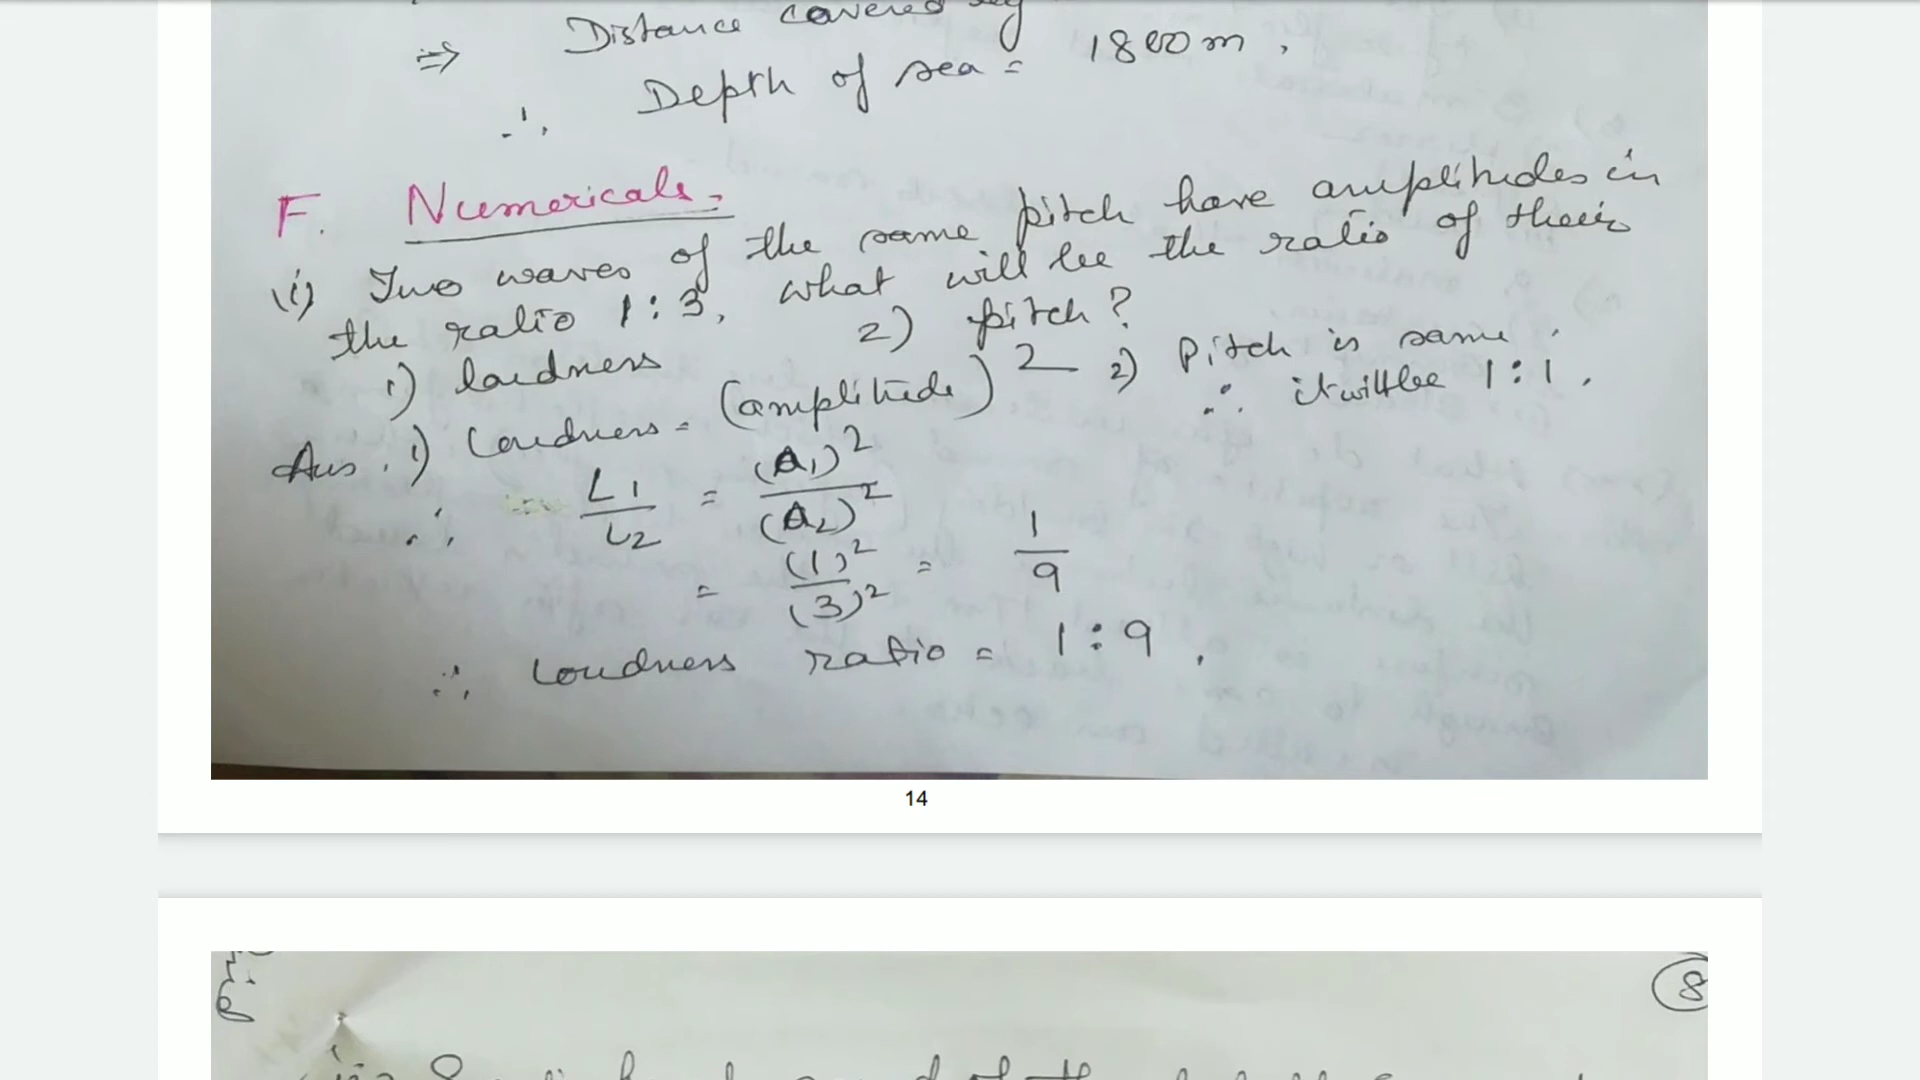 ⇒ Distance covered
∴ Depth of sea = 1800 m.
F. Numericals.
(i) Two waves of the same pitch have amplitudes in
the ratio 1:3, what will be the ratio of their
1) loudness 2) pitch?
Ans. 1) Loudness = (amplitude)² 2) Pitch is same.
∴ it will be 1:1.
∴ L1/L2 = (A1)²/(A2)²
= (1)²/(3)² = 1/9
∴ loudness ratio = 1:9.
14
8